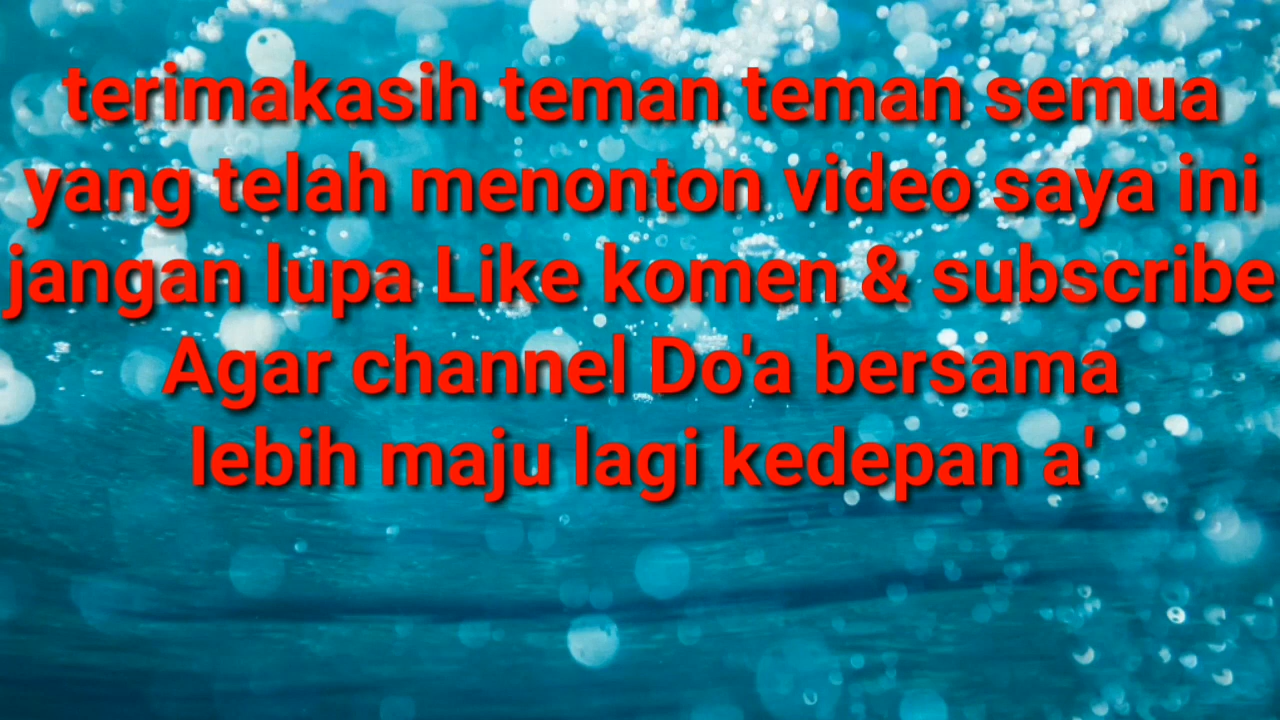 terimakasih teman teman semua
yang telah menonton video saya ini
jangan lupa Like komen & subscribe
Agar channel Do'a bersama
lebih maju lagi kedepan a'